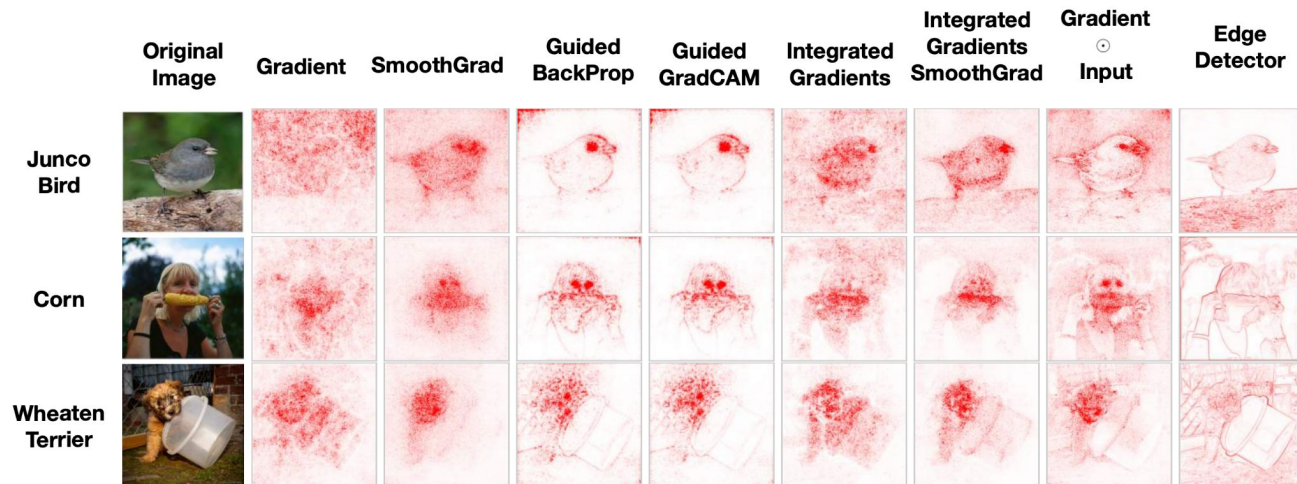 Original
Image
Gradient
SmoothGrad
Guided
BackProp
Guided
GradCAM
Integrated
Gradients
Integrated
Gradients
SmoothGrad
Gradient
⊙
Input
Edge
Detector
Junco
Bird
Corn
Wheaten
Terrier